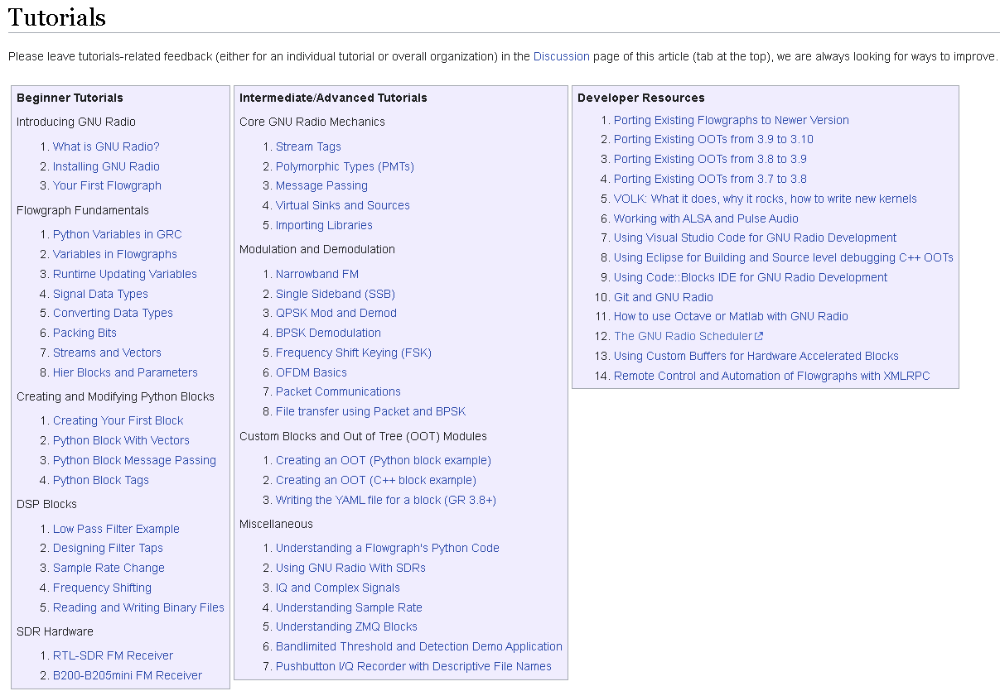 Tutorials
Please leave tutorials-related feedback (either for an individual tutorial or overall organization) in the Discussion page of this article (tab at the top), we are always looking for ways to improve.
Beginner Tutorials
Introducing GNU Radio
1. What is GNU Radio?
2. Installing GNU Radio
3. Your First Flowgraph
Flowgraph Fundamentals
1. Python Variables in GRC
2. Variables in Flowgraphs
3. Runtime Updating Variables
4. Signal Data Types
5. Converting Data Types
6. Packing Bits
7. Streams and Vectors
8. Hier Blocks and Parameters
Creating and Modifying Python Blocks
1. Creating Your First Block
2. Python Block With Vectors
3. Python Block Message Passing
4. Python Block Tags
DSP Blocks
1. Low Pass Filter Example
2. Designing Filter Taps
3. Sample Rate Change
4. Frequency Shifting
5. Reading and Writing Binary Files
SDR Hardware
1. RTL-SDR FM Receiver
2. B200-B205mini FM Receiver
Intermediate/Advanced Tutorials
Core GNU Radio Mechanics
1. Stream Tags
2. Polymorphic Types (PMTs)
3. Message Passing
4. Virtual Sinks and Sources
5. Importing Libraries
Modulation and Demodulation
1. Narrowband FM
2. Single Sideband (SSB)
3. QPSK Mod and Demod
4. BPSK Demodulation
5. Frequency Shift Keying (FSK)
6. OFDM Basics
7. Packet Communications
8. File transfer using Packet and BPSK
Custom Blocks and Out of Tree (OOT) Modules
1. Creating an OOT (Python block example)
2. Creating an OOT (C++ block example)
3. Writing the YAML file for a block (GR 3.8+)
Miscellaneous
1. Understanding a Flowgraph's Python Code
2. Using GNU Radio With SDRs
3. IQ and Complex Signals
4. Understanding Sample Rate
5. Understanding ZMQ Blocks
6. Bandlimited Threshold and Detection Demo Application
7. Pushbutton I/Q Recorder with Descriptive File Names
Developer Resources
1. Porting Existing Flowgraphs to Newer Version
2. Porting Existing OOTs from 3.9 to 3.10
3. Porting Existing OOTs from 3.8 to 3.9
4. Porting Existing OOTs from 3.7 to 3.8
5. VOLK: What it does, why it rocks, how to write new kernels
6. Working with ALSA and Pulse Audio
7. Using Visual Studio Code for GNU Radio Development
8. Using Eclipse for Building and Source level debugging C++ OOTs
9. Using Code::Blocks IDE for GNU Radio Development
10. Git and GNU Radio
11. How to use Octave or Matlab with GNU Radio
12. The GNU Radio Scheduler
13. Using Custom Buffers for Hardware Accelerated Blocks
14. Remote Control and Automation of Flowgraphs with XMLRPC